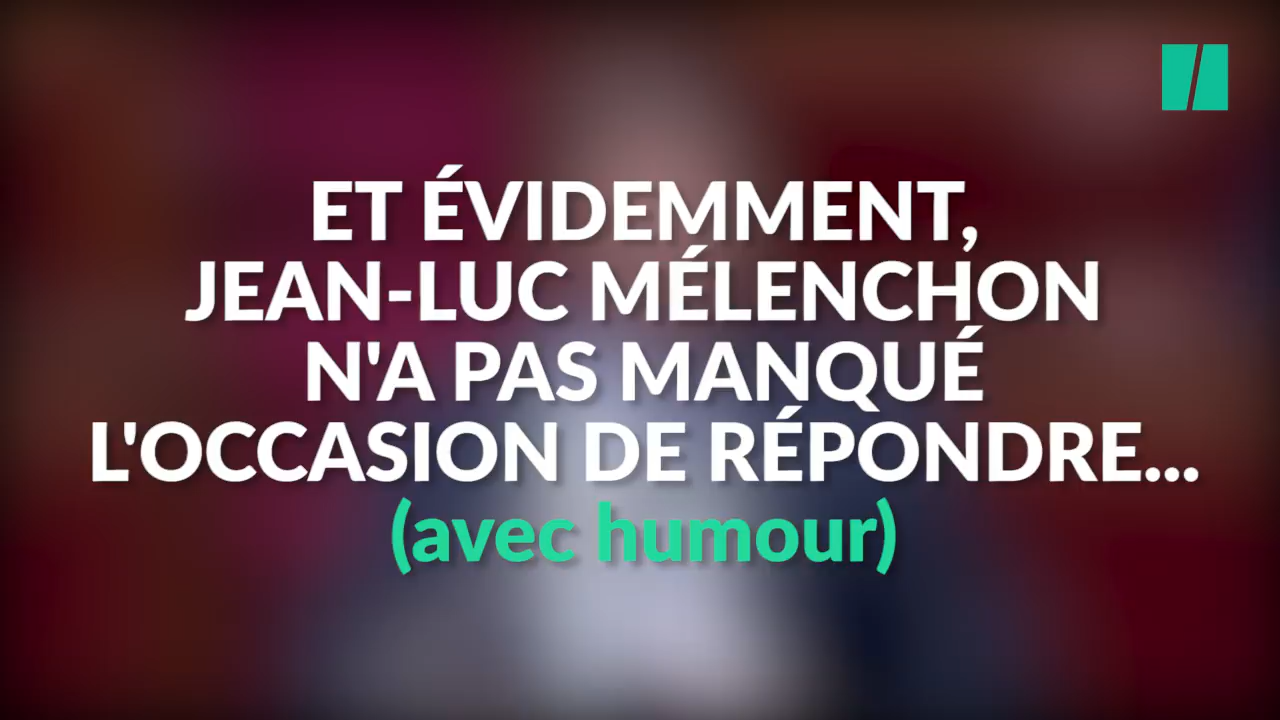 ET ÉVIDEMMENT,
JEAN-LUC MÉLENCHON
N'A PAS MANQUÉ
L'OCCASION DE RÉPONDRE...
(avec humour)